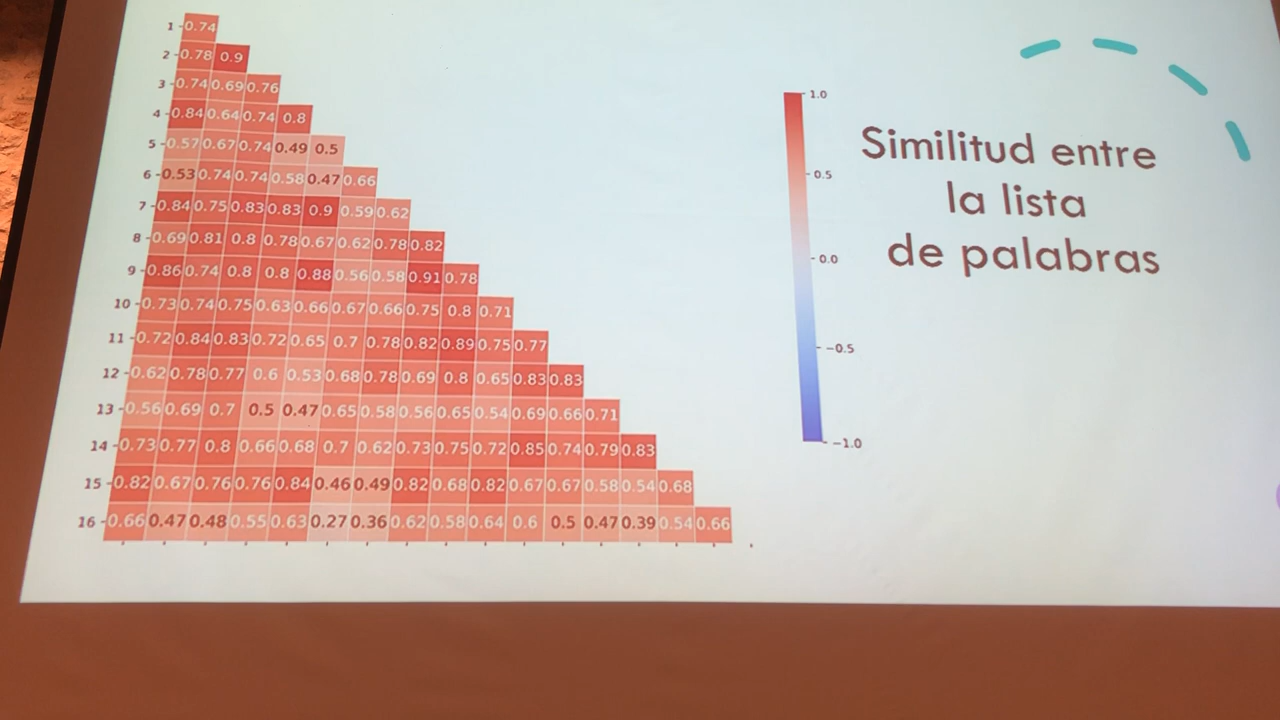 1 0.74
2 0.78 0.9
3 0.74 0.69 0.76
4 0.84 0.64 0.74 0.8
5 0.57 0.67 0.74 0.49 0.5
6 0.53 0.74 0.74 0.58 0.47 0.66
7 0.84 0.75 0.83 0.83 0.9 0.59 0.62
8 0.69 0.81 0.8 0.78 0.67 0.62 0.78 0.82
9 0.86 0.74 0.8 0.8 0.88 0.56 0.58 0.91 0.78
10 0.73 0.74 0.75 0.63 0.66 0.67 0.66 0.75 0.8 0.71
11 0.72 0.84 0.83 0.72 0.65 0.7 0.78 0.82 0.89 0.75 0.77
12 0.62 0.78 0.77 0.6 0.53 0.68 0.78 0.69 0.8 0.65 0.83 0.83
13 0.56 0.69 0.7 0.5 0.47 0.65 0.58 0.56 0.65 0.54 0.69 0.66 0.71
14 0.73 0.77 0.8 0.66 0.68 0.7 0.62 0.73 0.75 0.72 0.85 0.74 0.79 0.83
15 0.82 0.67 0.76 0.76 0.84 0.46 0.49 0.82 0.68 0.82 0.67 0.67 0.58 0.54 0.68
16 0.66 0.47 0.48 0.55 0.63 0.27 0.36 0.62 0.58 0.64 0.6 0.5 0.47 0.39 0.54 0.66
1.0
0.5
0.0
−0.5
−1.0
Similitud entre
la lista
de palabras